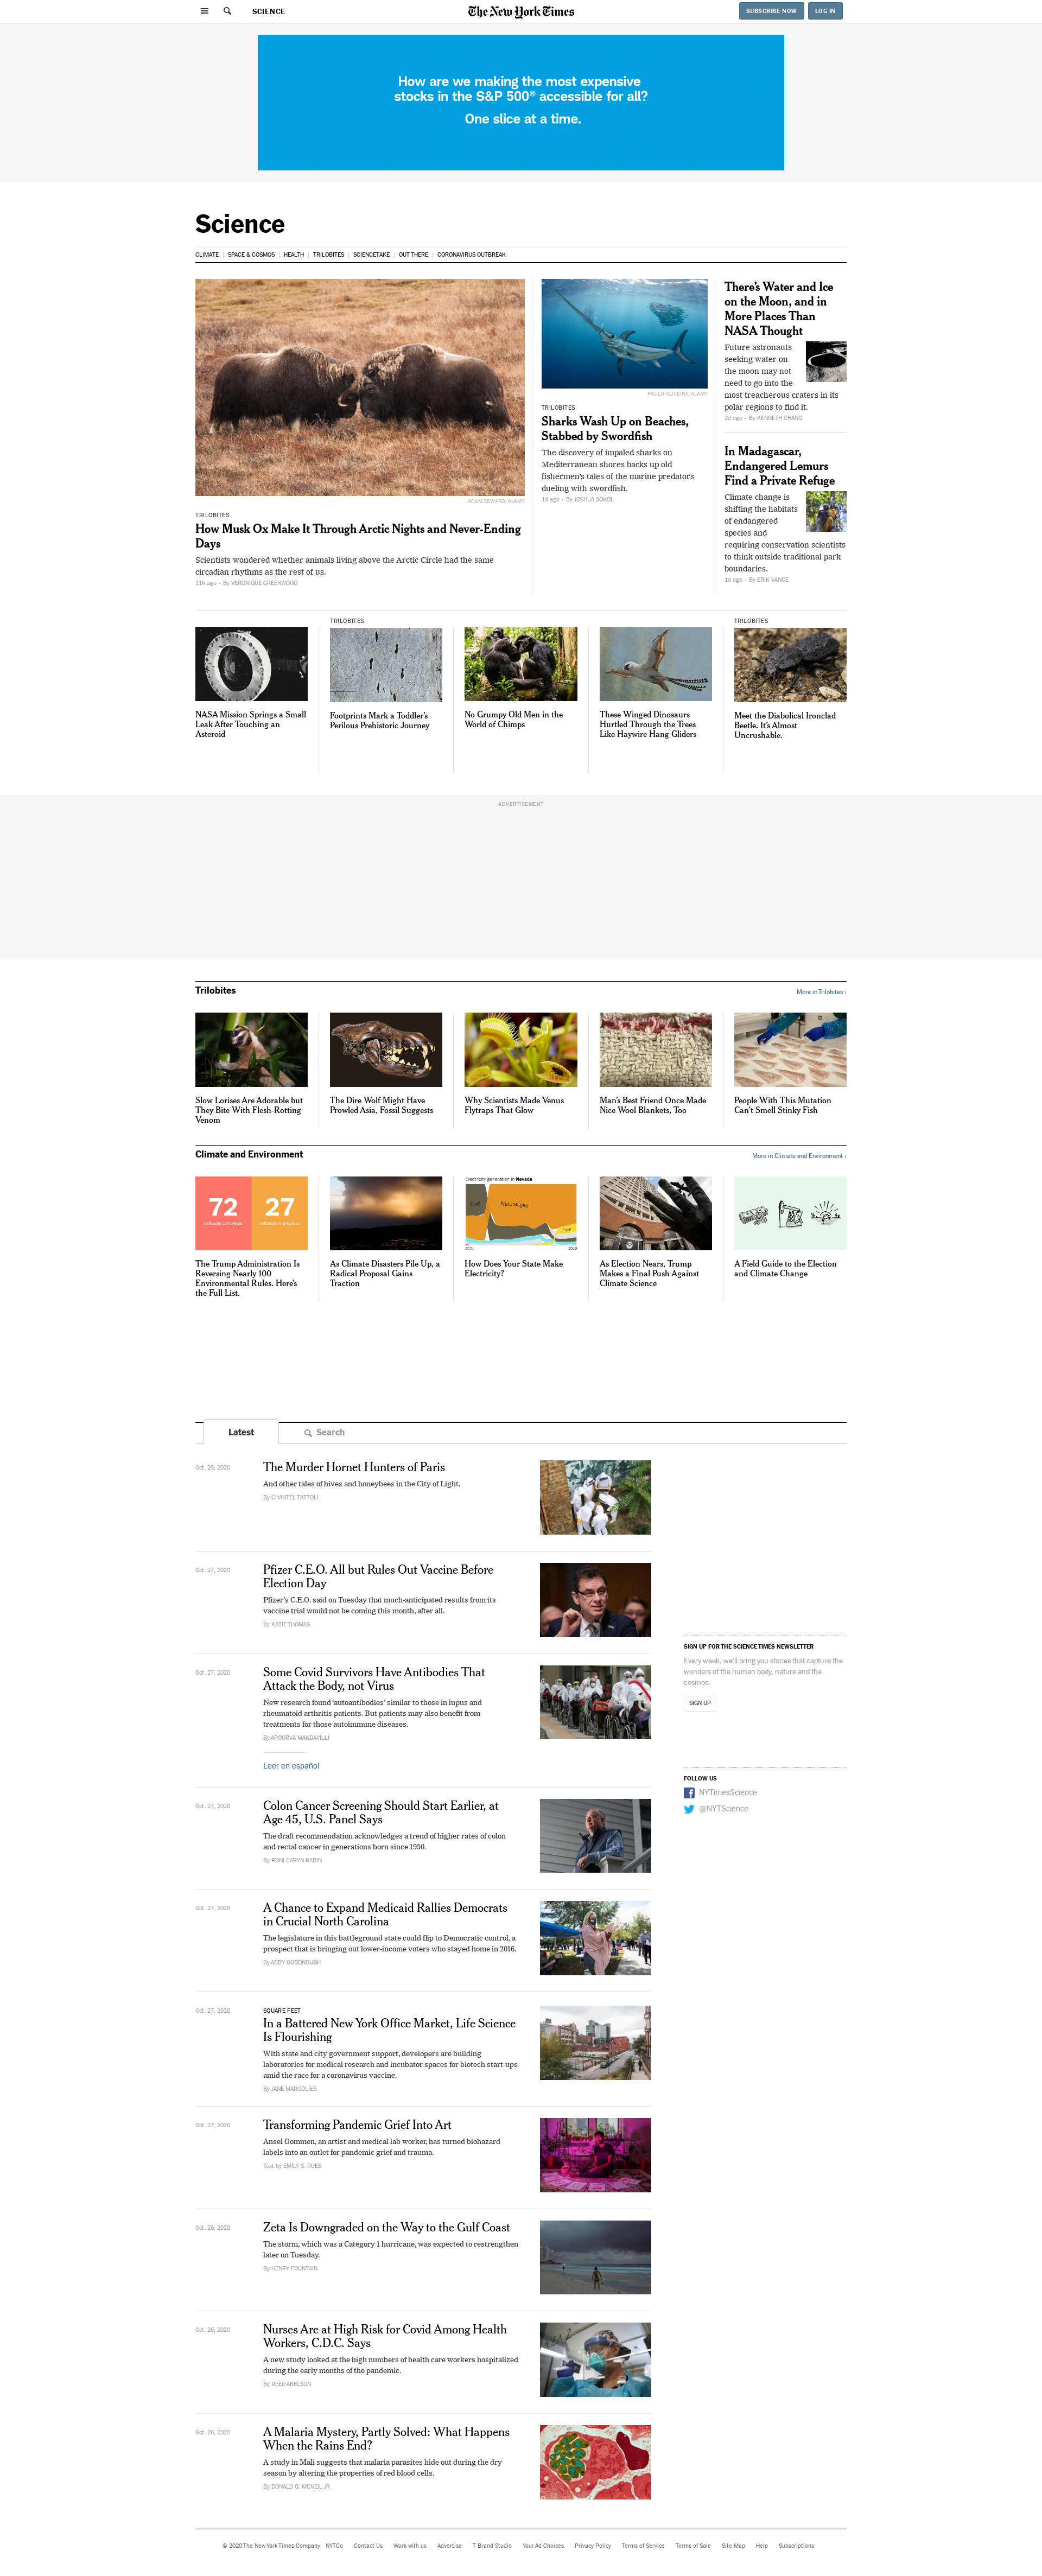 SCIENCE
The New York Times
SUBSCRIBE NOW
LOG IN
How are we making the most expensive
stocks in the S&P 500® accessible for all?
One slice at a time.
Science
CLIMATE
SPACE & COSMOS
HEALTH
TRILOBITES
SCIENCETAKE
OUT THERE
CORONAVIRUS OUTBREAK
ADAM SEWARD/ALAMY
TRILOBITES
How Musk Ox Make It Through Arctic Nights and Never-Ending
Days
Scientists wondered whether animals living above the Arctic Circle had the same
circadian rhythms as the rest of us.
11h ago - By VERONIQUE GREENWOOD
PAULO OLIVEIRA/ALAMY
TRILOBITES
Sharks Wash Up on Beaches,
Stabbed by Swordfish
The discovery of impaled sharks on
Mediterranean shores backs up old
fishermen's tales of the marine predators
dueling with swordfish.
1d ago - By JOSHUA SOKOL
There's Water and Ice
on the Moon, and in
More Places Than
NASA Thought
Future astronauts
seeking water on
the moon may not
need to go into the
most treacherous craters in its
polar regions to find it.
2d ago - By KENNETH CHANG
In Madagascar,
Endangered Lemurs
Find a Private Refuge
Climate change is
shifting the habitats
of endangered
species and
requiring conservation scientists
to think outside traditional park
boundaries.
1d ago - By ERIK VANCE
NASA Mission Springs a Small
Leak After Touching an
Asteroid
TRILOBITES
Footprints Mark a Toddler's
Perilous Prehistoric Journey
No Grumpy Old Men in the
World of Chimps
These Winged Dinosaurs
Hurtled Through the Trees
Like Haywire Hang Gliders
TRILOBITES
Meet the Diabolical Ironclad
Beetle. It's Almost
Uncrushable.
ADVERTISEMENT
Trilobites
More in Trilobites ›
Slow Lorises Are Adorable but
They Bite With Flesh-Rotting
Venom
The Dire Wolf Might Have
Prowled Asia, Fossil Suggests
Why Scientists Made Venus
Flytraps That Glow
Man's Best Friend Once Made
Nice Wool Blankets, Too
People With This Mutation
Can't Smell Stinky Fish
Climate and Environment
More in Climate and Environment ›
72
rollbacks completed
27
rollbacks in progress
The Trump Administration Is
Reversing Nearly 100
Environmental Rules. Here's
the Full List.
As Climate Disasters Pile Up, a
Radical Proposal Gains
Traction
Electricity generation in Nevada
Coal
Natural gas
Solar
2001
How Does Your State Make
Electricity?
As Election Nears, Trump
Makes a Final Push Against
Climate Science
A Field Guide to the Election
and Climate Change
Latest
Search
Oct. 28, 2020
The Murder Hornet Hunters of Paris
And other tales of hives and honeybees in the City of Light.
By CHANTEL TATTOLI
Oct. 27, 2020
Pfizer C.E.O. All but Rules Out Vaccine Before
Election Day
Pfizer's C.E.O. said on Tuesday that much-anticipated results from its
vaccine trial would not be coming this month, after all.
By KATIE THOMAS
Oct. 27, 2020
Some Covid Survivors Have Antibodies That
Attack the Body, not Virus
New research found 'autoantibodies' similar to those in lupus and
rheumatoid arthritis patients. But patients may also benefit from
treatments for those autoimmune diseases.
By APOORVA MANDAVILLI
Leer en español
Oct. 27, 2020
Colon Cancer Screening Should Start Earlier, at
Age 45, U.S. Panel Says
The draft recommendation acknowledges a trend of higher rates of colon
and rectal cancer in generations born since 1950.
By RONI CARYN RABIN
Oct. 27, 2020
A Chance to Expand Medicaid Rallies Democrats
in Crucial North Carolina
The legislature in this battleground state could flip to Democratic control, a
prospect that is bringing out lower-income voters who stayed home in 2016.
By ABBY GOODNOUGH
Oct. 27, 2020
SQUARE FEET
In a Battered New York Office Market, Life Science
Is Flourishing
With state and city government support, developers are building
laboratories for medical research and incubator spaces for biotech start-ups
amid the race for a coronavirus vaccine.
By JANE MARGOLIES
Oct. 27, 2020
Transforming Pandemic Grief Into Art
Ansel Oommen, an artist and medical lab worker, has turned biohazard
labels into an outlet for pandemic grief and trauma.
Text by EMILY S. RUEB
Oct. 26, 2020
Zeta Is Downgraded on the Way to the Gulf Coast
The storm, which was a Category 1 hurricane, was expected to restrengthen
later on Tuesday.
By HENRY FOUNTAIN
Oct. 26, 2020
Nurses Are at High Risk for Covid Among Health
Workers, C.D.C. Says
A new study looked at the high numbers of health care workers hospitalized
during the early months of the pandemic.
By REED ABELSON
Oct. 26, 2020
A Malaria Mystery, Partly Solved: What Happens
When the Rains End?
A study in Mali suggests that malaria parasites hide out during the dry
season by altering the properties of red blood cells.
By DONALD G. MCNEIL JR.
SIGN UP FOR THE SCIENCE TIMES NEWSLETTER
Every week, we'll bring you stories that capture the
wonders of the human body, nature and the
cosmos.
SIGN UP
FOLLOW US
NYTimesScience
@NYTScience
© 2020 The New York Times Company
NYTCo
Contact Us
Work with us
Advertise
T Brand Studio
Your Ad Choices
Privacy Policy
Terms of Service
Terms of Sale
Site Map
Help
Subscriptions